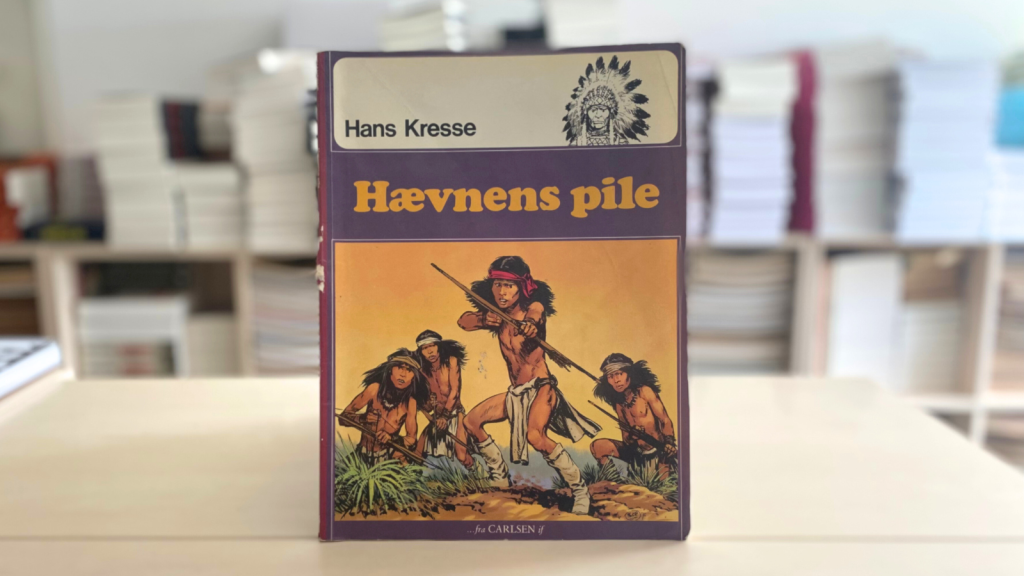 Hans Kresse
Hævnens pile
...fra CARLSEN if